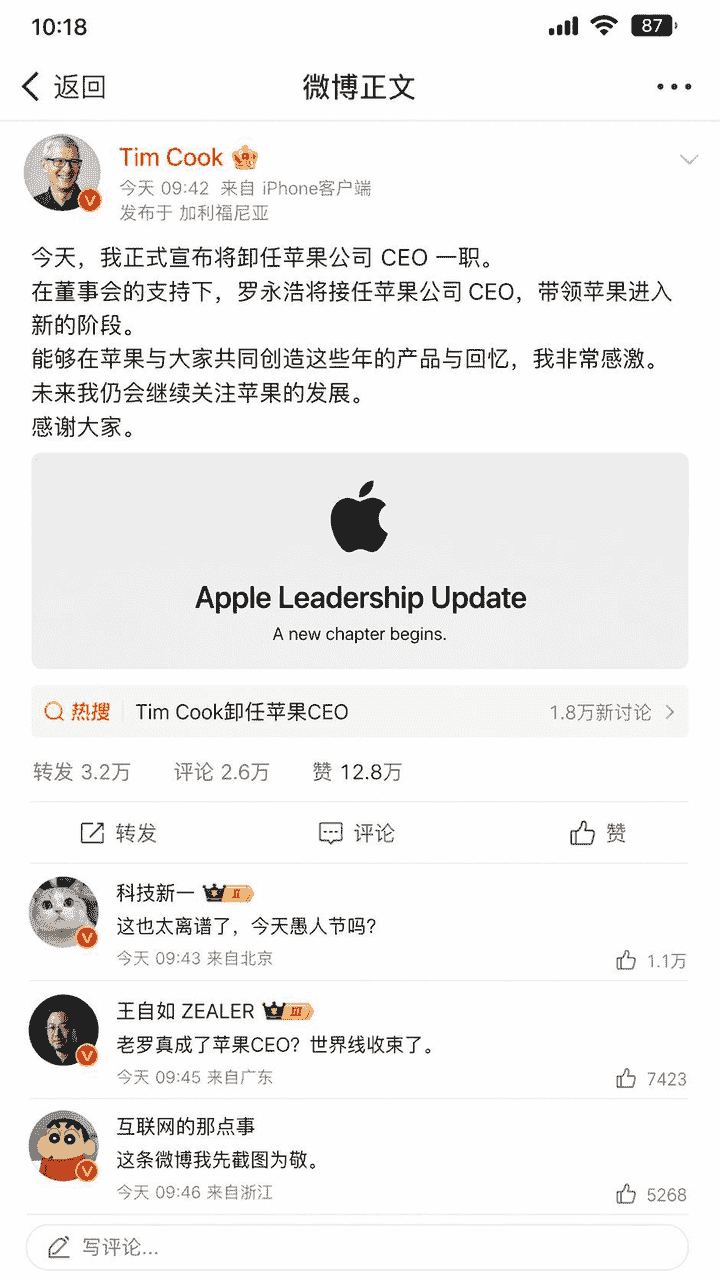 10:18
87
返回
微博正文
Tim Cook
今天 09:42 来自 iPhone客户端
发布于 加利福尼亚
今天，我正式宣布将卸任苹果公司 CEO 一职。
在董事会的支持下，罗永浩将接任苹果公司 CEO，带领苹果进入
新的阶段。
能够在苹果与大家共同创造这些年的产品与回忆，我非常感激。
未来我仍会继续关注苹果的发展。
感谢大家。
Apple Leadership Update
A new chapter begins.
热搜 Tim Cook卸任苹果CEO 1.8万新讨论
转发 3.2万 评论 2.6万 赞 12.8万
转发 评论 赞
科技新一 II
这也太离谱了，今天愚人节吗？
今天 09:43 来自北京 1.1万
王自如 ZEALER III
老罗真成了苹果CEO？世界线收束了。
今天 09:45 来自广东 7423
互联网的那点事
这条微博我先截图为敬。
今天 09:46 来自浙江 5268
写评论...